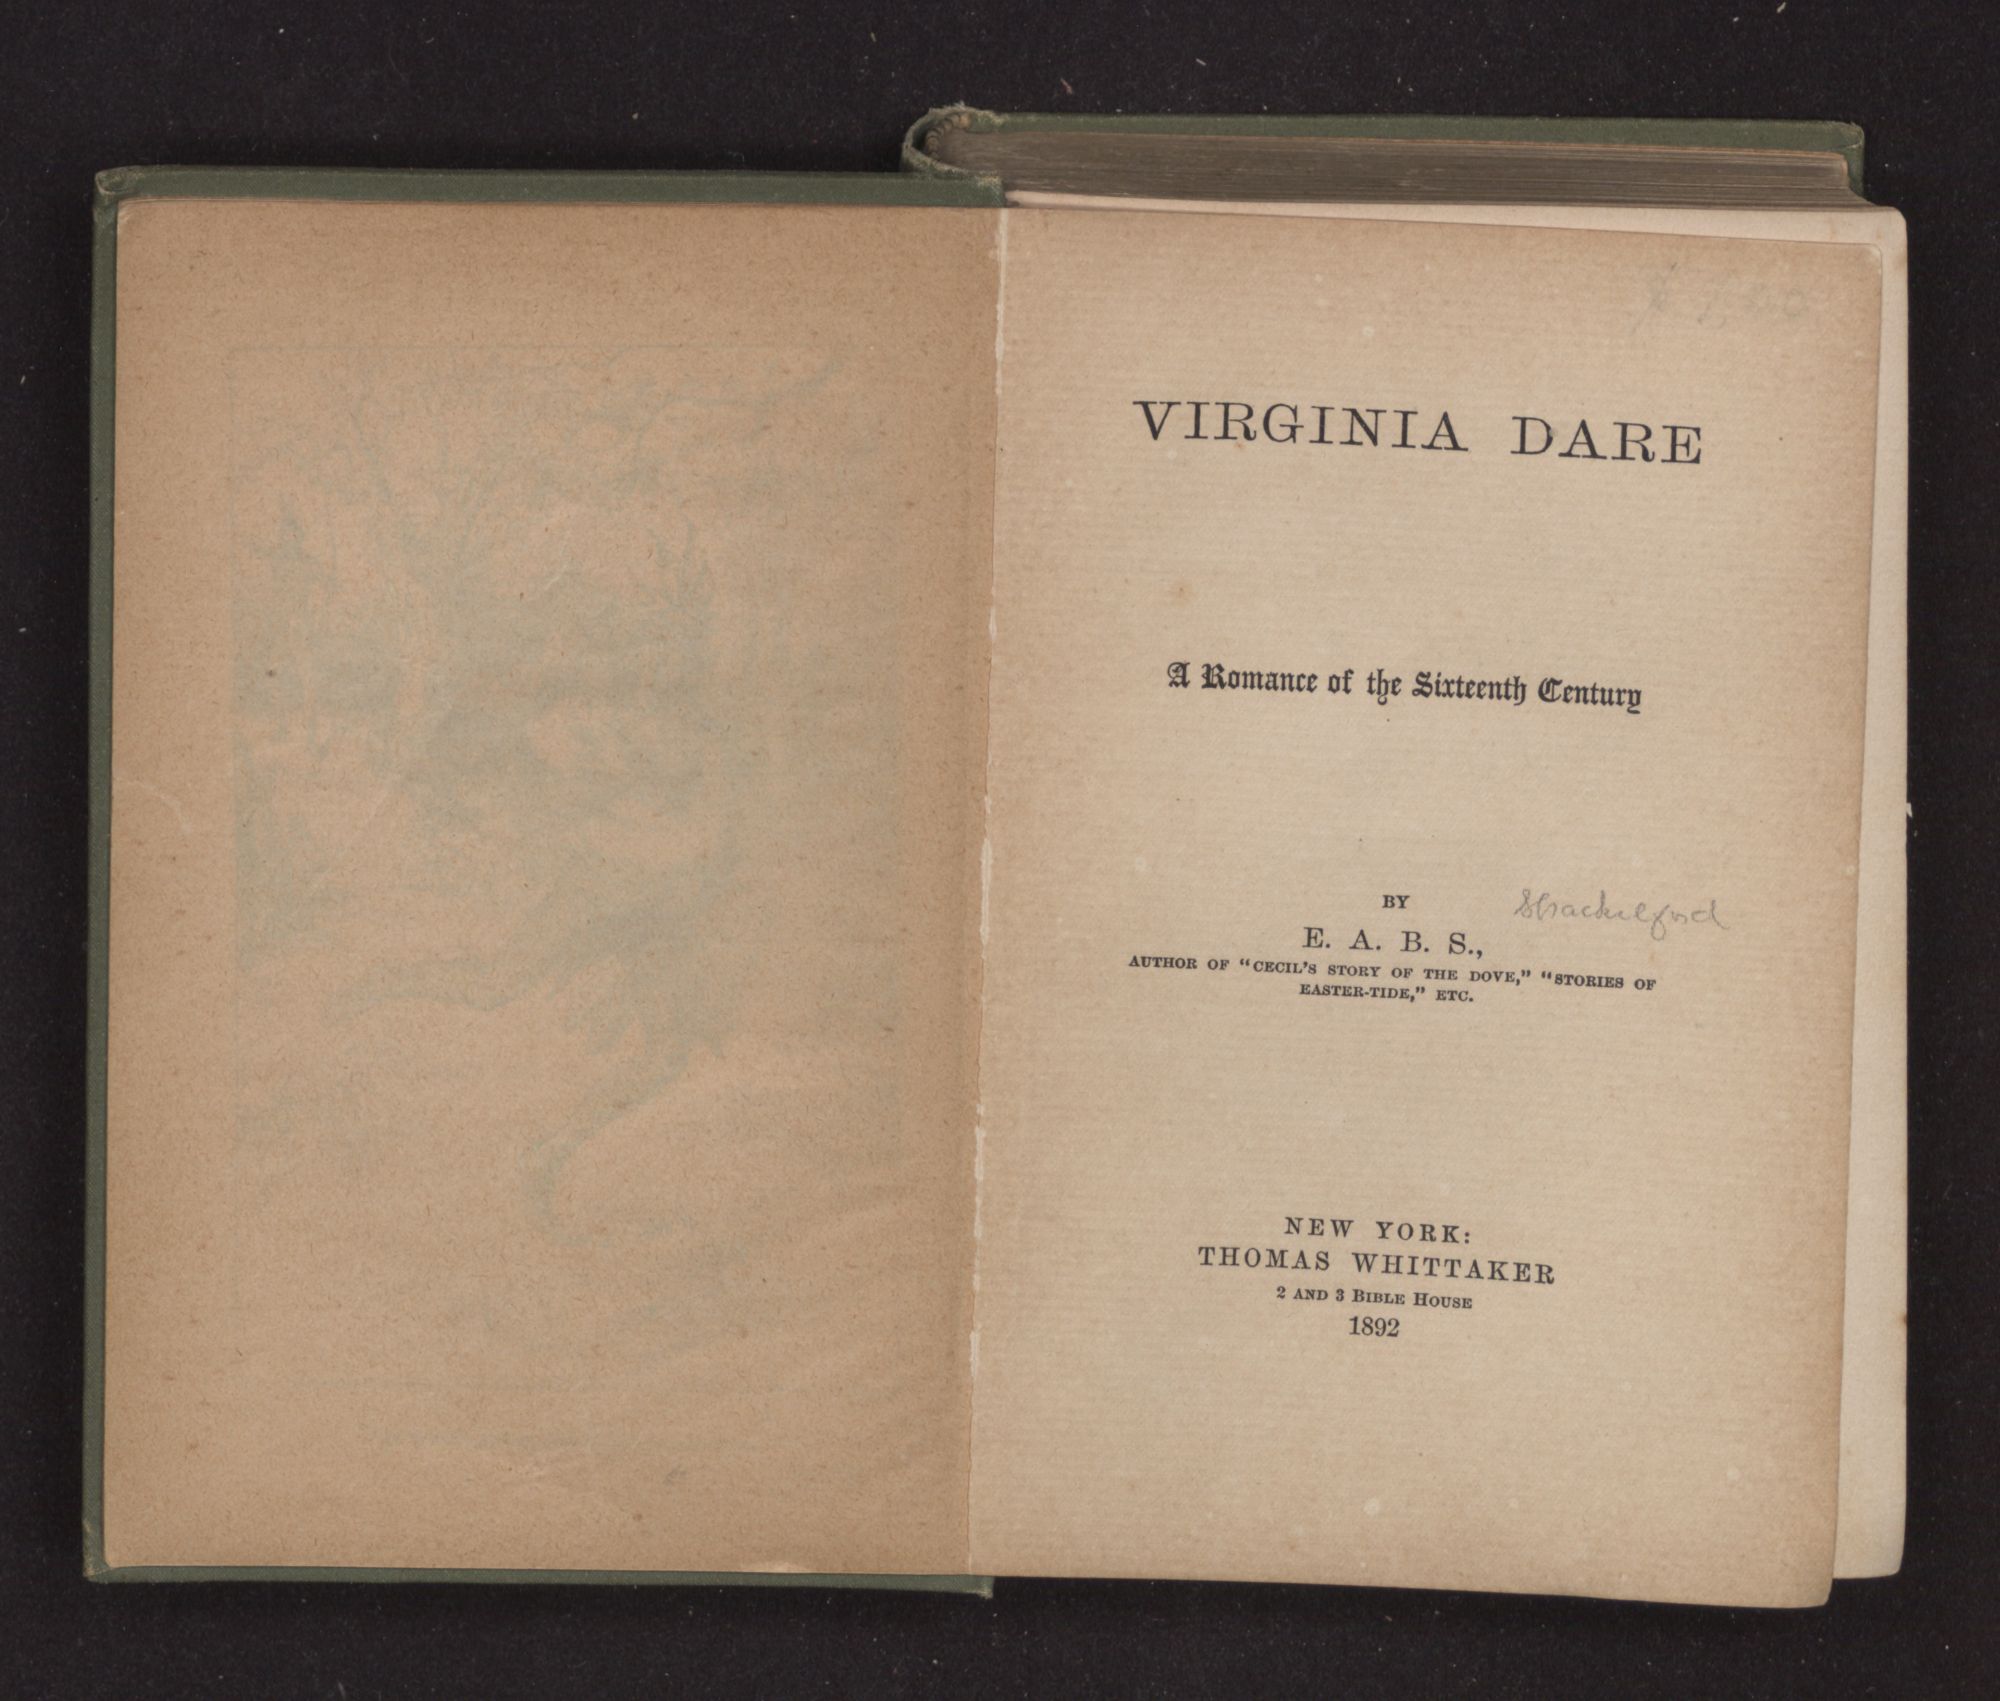 VIRGINIA DARE
A Romance of the Sixteenth Century
BY
Shackelford
E. A. B. S.,
AUTHOR OF "CECIL'S STORY OF THE DOVE," "STORIES OF
EASTER-TIDE," ETC.
NEW YORK:
THOMAS WHITTAKER
2 AND 3 BIBLE HOUSE
1892